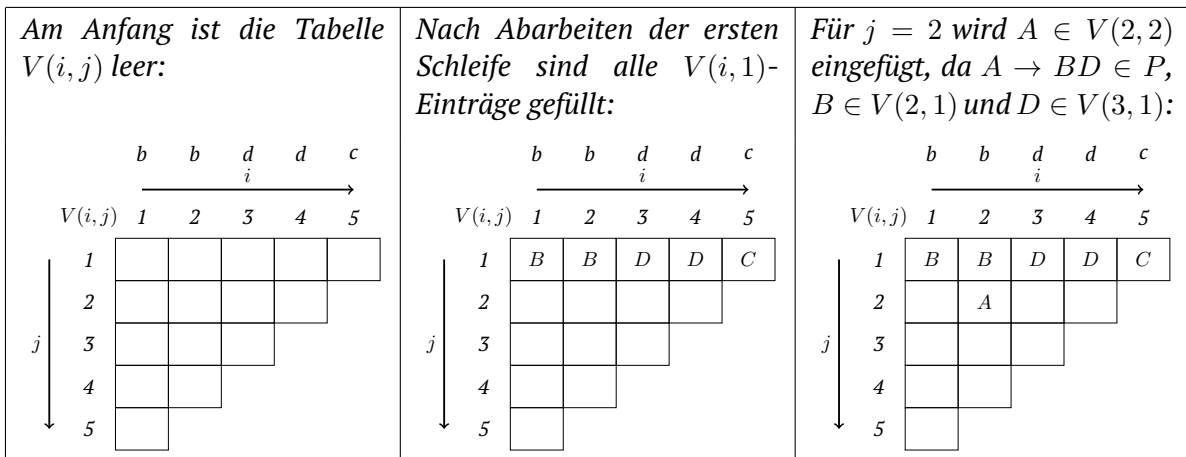 Am Anfang ist die Tabelle
V(i, j) leer:
b b d d c
i
V(i,j) 1 2 3 4 5
1
2
j 3
4
5
Nach Abarbeiten der ersten
Schleife sind alle V(i, 1)-
Einträge gefüllt:
b b d d c
i
V(i,j) 1 2 3 4 5
1 B B D D C
2
j 3
4
5
Für j = 2 wird A ∈ V(2, 2)
eingefügt, da A → BD ∈ P,
B ∈ V(2, 1) und D ∈ V(3, 1):
b b d d c
i
V(i,j) 1 2 3 4 5
1 B B D D C
2 A
j 3
4
5